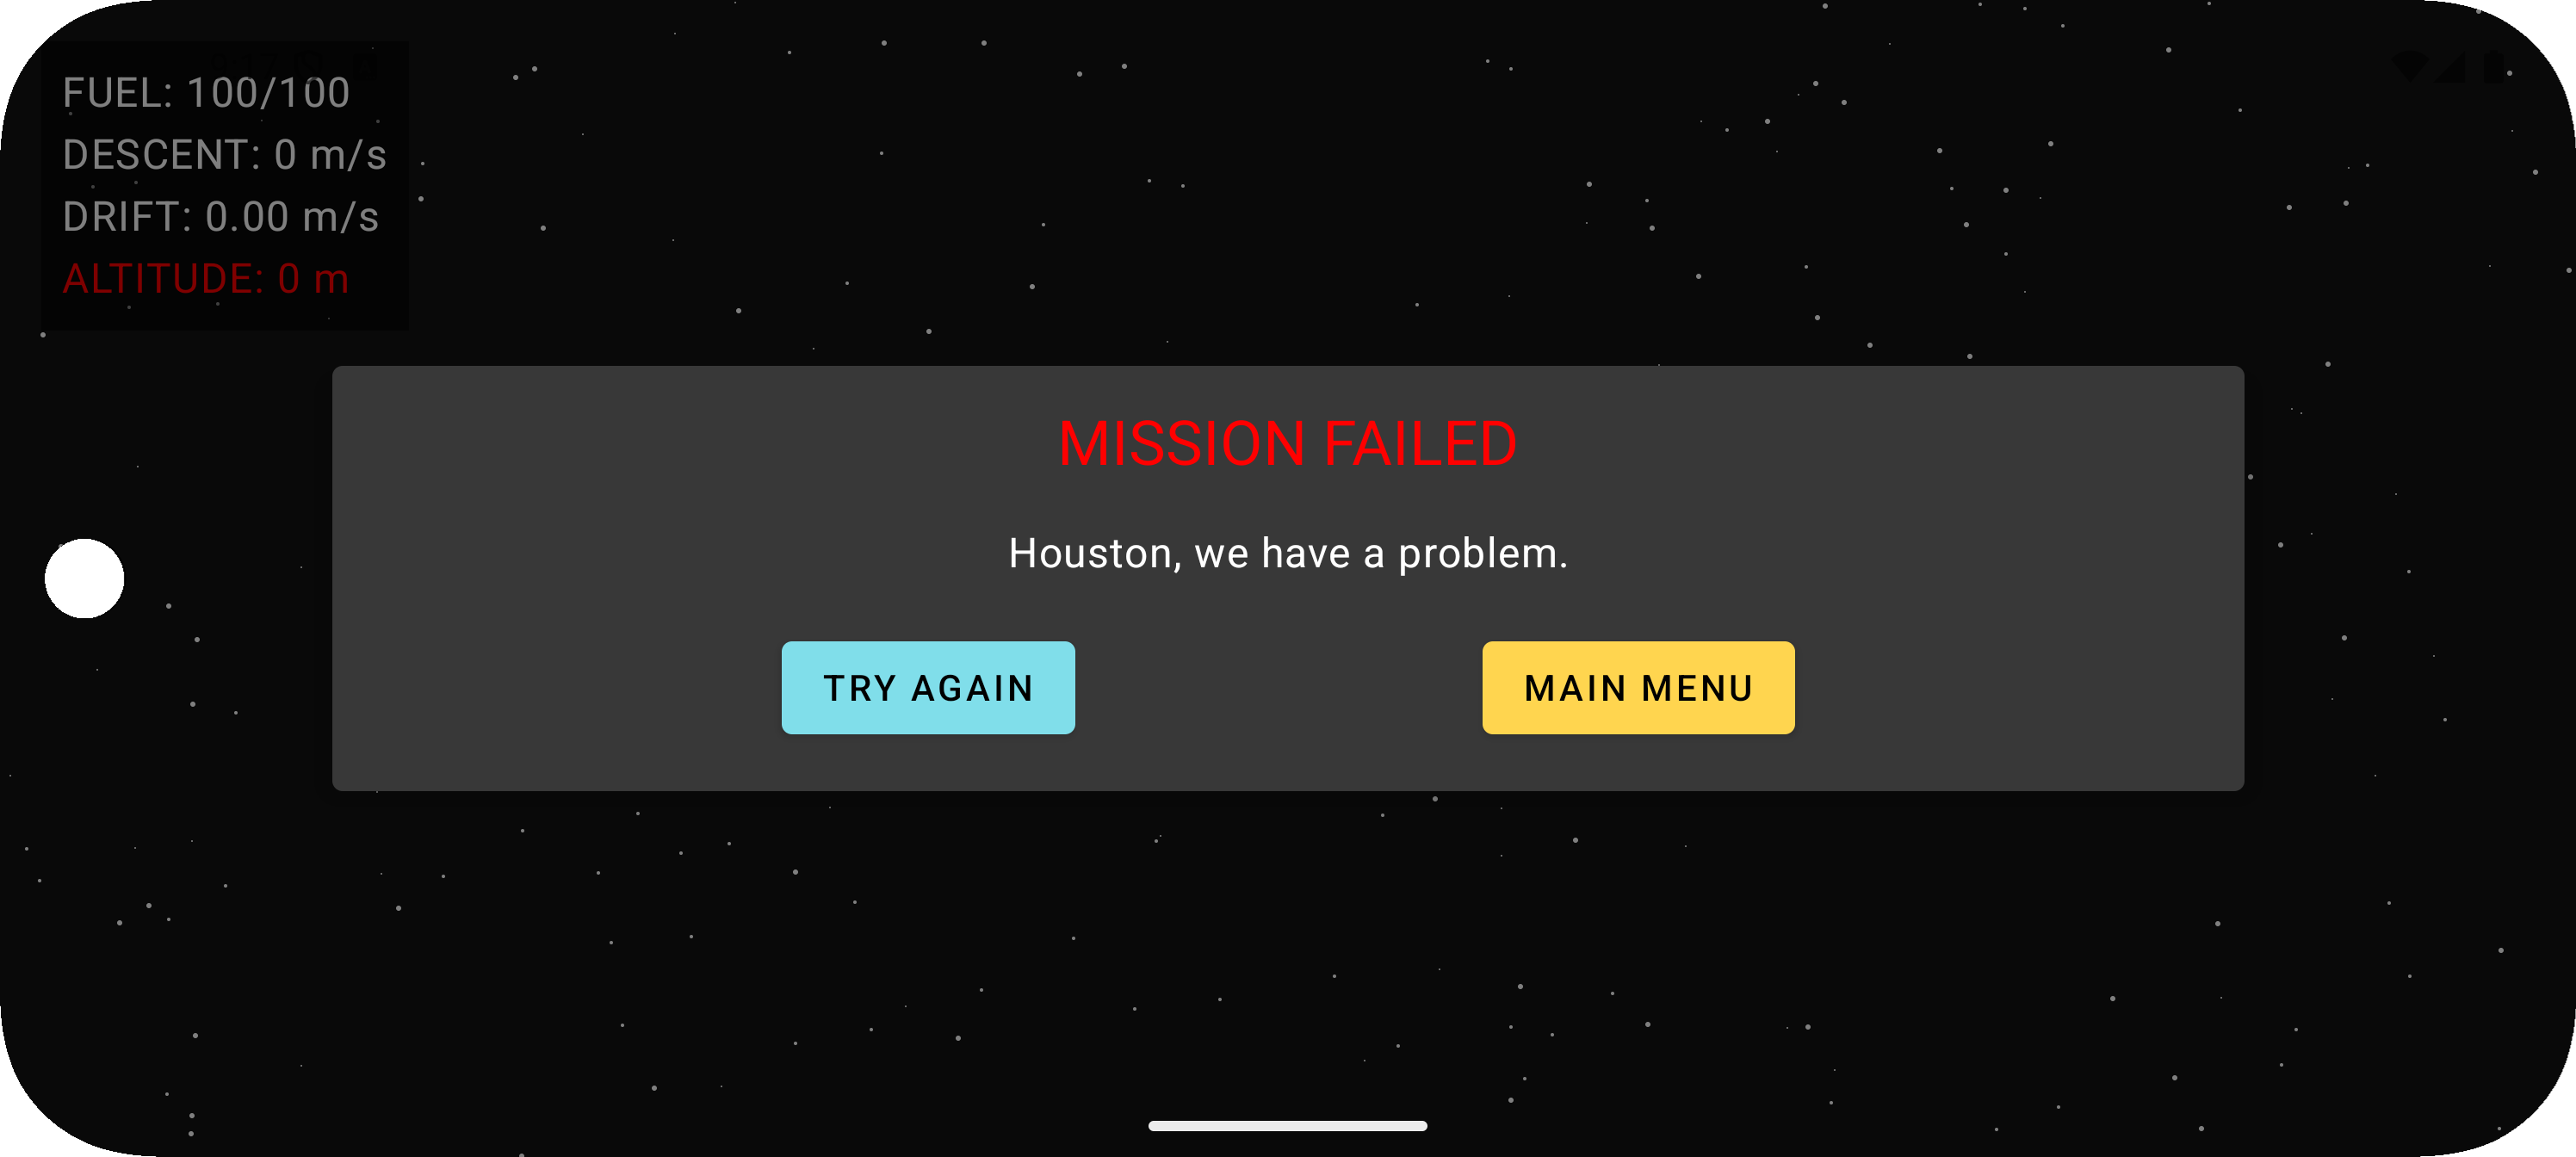 FUEL: 100/100
DESCENT: 0 m/s
DRIFT: 0.00 m/s
ALTITUDE: 0 m
MISSION FAILED
Houston, we have a problem.
TRY AGAIN
MAIN MENU